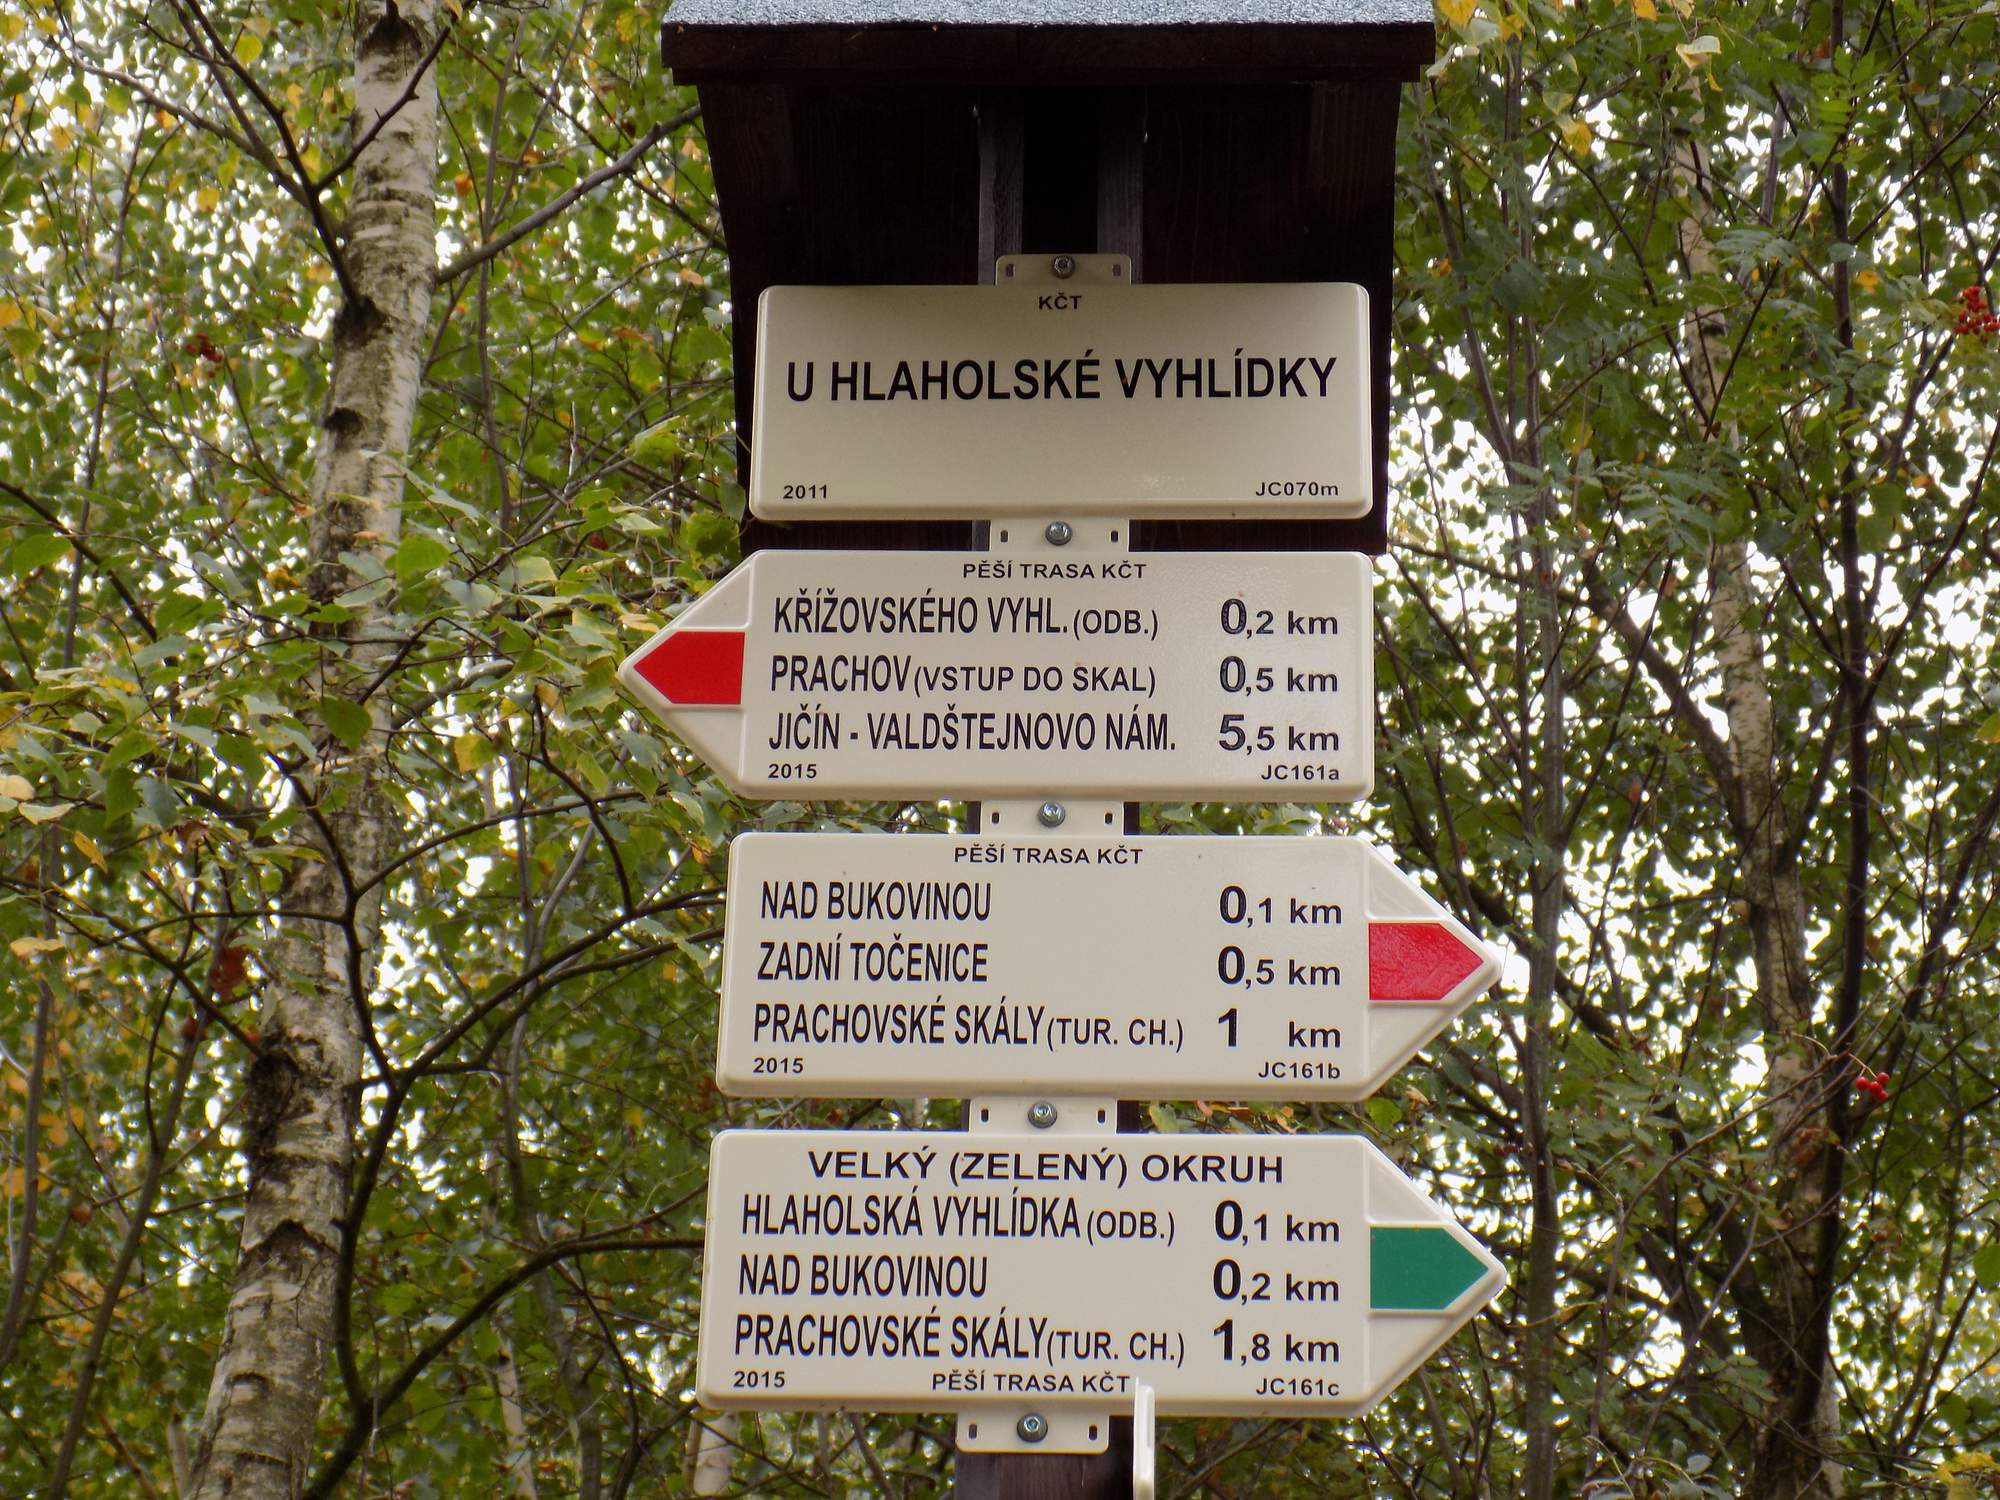 KČT
U HLAHOLSKÉ VYHLÍDKY
2011 JC070m
PĚŠÍ TRASA KČT
KŘÍŽOVSKÉHO VYHL.(ODB.) 0,2 km
PRACHOV(VSTUP DO SKAL) 0,5 km
JIČÍN - VALDŠTEJNOVO NÁM. 5,5 km
2015 JC161a
PĚŠÍ TRASA KČT
NAD BUKOVINOU 0,1 km
ZADNÍ TOČENICE 0,5 km
PRACHOVSKÉ SKÁLY(TUR. CH.) 1 km
2015 JC161b
VELKÝ (ZELENÝ) OKRUH
HLAHOLSKÁ VYHLÍDKA(ODB.) 0,1 km
NAD BUKOVINOU 0,2 km
PRACHOVSKÉ SKÁLY(TUR. CH.) 1,8 km
2015 PĚŠÍ TRASA KČT JC161c